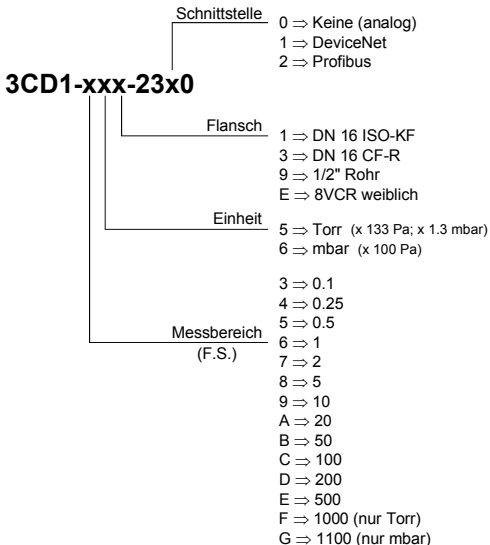 Schnittstelle
0 ⇒ Keine (analog)
1 ⇒ DeviceNet
2 ⇒ Profibus
3CD1-xxx-23x0
Flansch
1 ⇒ DN 16 ISO-KF
3 ⇒ DN 16 CF-R
9 ⇒ 1/2" Rohr
E ⇒ 8VCR weiblich
Einheit
5 ⇒ Torr (x 133 Pa; x 1.3 mbar)
6 ⇒ mbar (x 100 Pa)
Messbereich
(F.S.)
3 ⇒ 0.1
4 ⇒ 0.25
5 ⇒ 0.5
6 ⇒ 1
7 ⇒ 2
8 ⇒ 5
9 ⇒ 10
A ⇒ 20
B ⇒ 50
C ⇒ 100
D ⇒ 200
E ⇒ 500
F ⇒ 1000 (nur Torr)
G ⇒ 1100 (nur mbar)